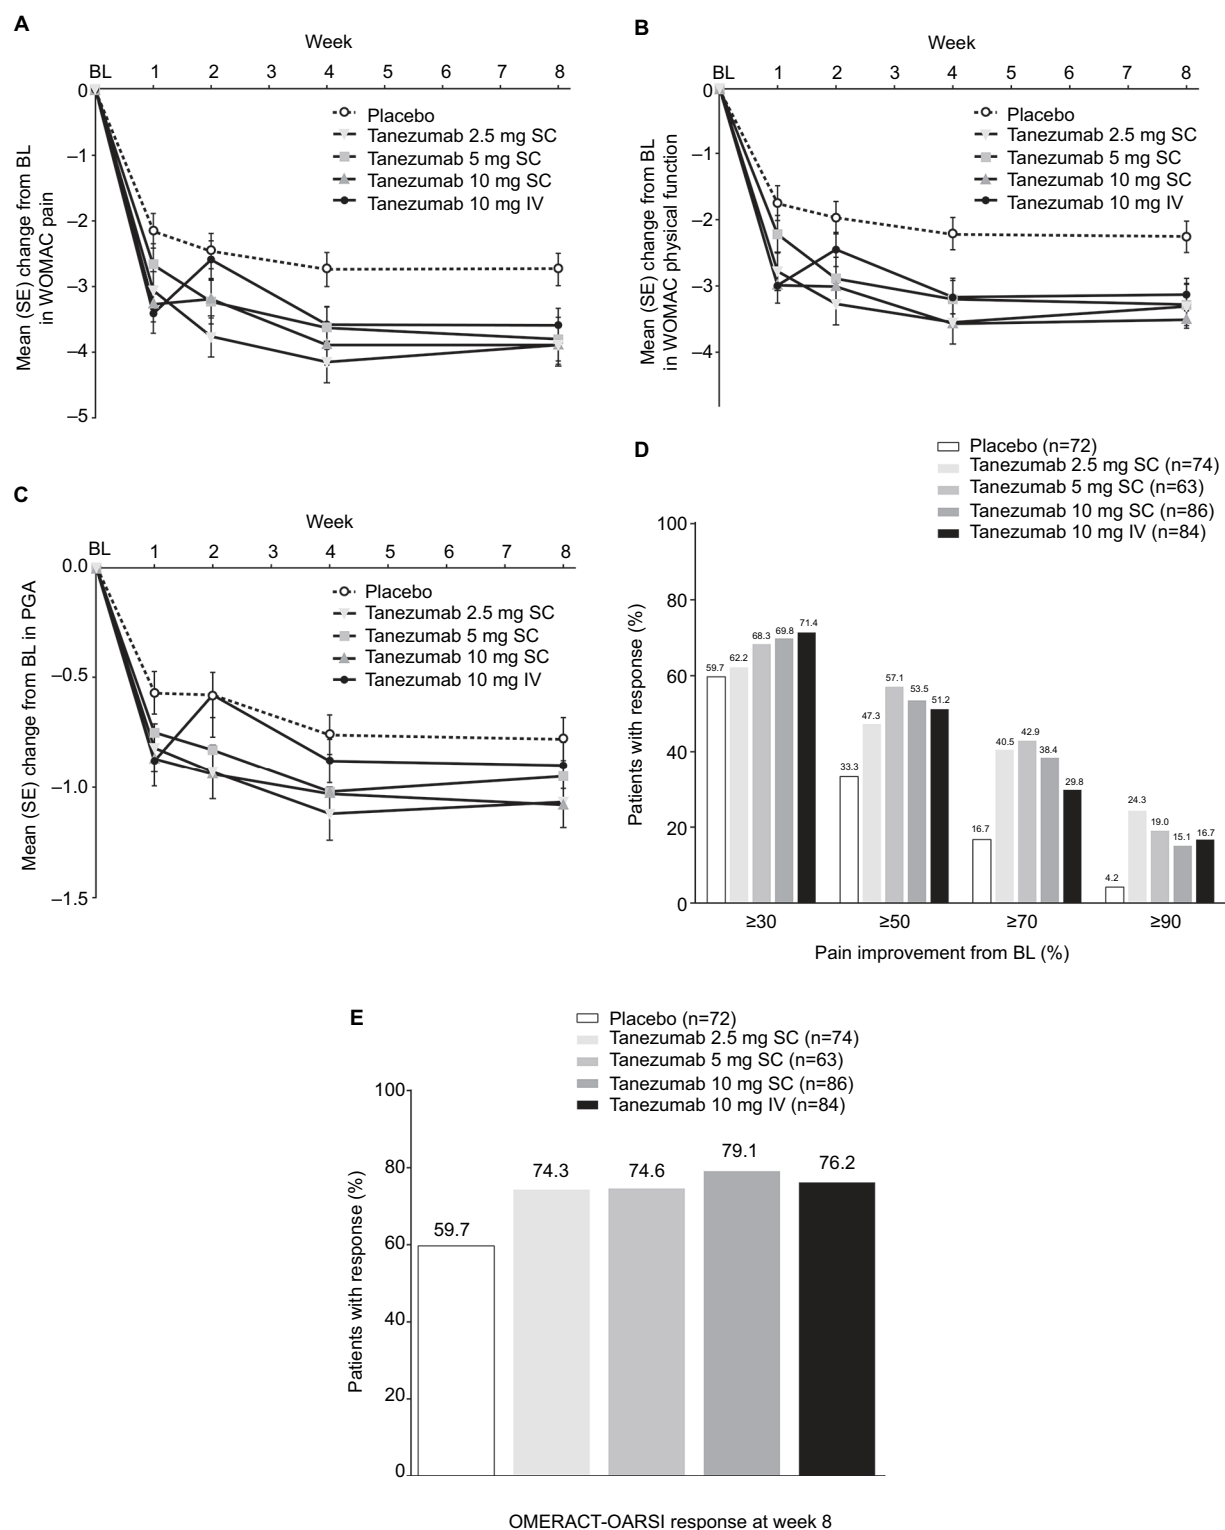 A
Week
BL 1 2 3 4 5 6 7 8
0
–1
–2
–3
–4
–5
Mean (SE) change from BL
in WOMAC pain
Placebo
Tanezumab 2.5 mg SC
Tanezumab 5 mg SC
Tanezumab 10 mg SC
Tanezumab 10 mg IV
B
Week
BL 1 2 3 4 5 6 7 8
0
–1
–2
–3
–4
Mean (SE) change from BL
in WOMAC physical function
Placebo
Tanezumab 2.5 mg SC
Tanezumab 5 mg SC
Tanezumab 10 mg SC
Tanezumab 10 mg IV
C
Week
BL 1 2 3 4 5 6 7 8
0.0
–0.5
–1.0
–1.5
Mean (SE) change from BL in PGA
Placebo
Tanezumab 2.5 mg SC
Tanezumab 5 mg SC
Tanezumab 10 mg SC
Tanezumab 10 mg IV
D
Placebo (n=72)
Tanezumab 2.5 mg SC (n=74)
Tanezumab 5 mg SC (n=63)
Tanezumab 10 mg SC (n=86)
Tanezumab 10 mg IV (n=84)
100
80
60
40
20
0
Patients with response (%)
59.7 62.2 68.3 69.8 71.4
33.3 47.3 57.1 53.5 51.2
16.7 40.5 42.9 38.4 29.8
4.2 24.3 19.0 15.1 16.7
≥30 ≥50 ≥70 ≥90
Pain improvement from BL (%)
E
Placebo (n=72)
Tanezumab 2.5 mg SC (n=74)
Tanezumab 5 mg SC (n=63)
Tanezumab 10 mg SC (n=86)
Tanezumab 10 mg IV (n=84)
100
80
60
40
20
0
Patients with response (%)
59.7 74.3 74.6 79.1 76.2
OMERACT-OARSI response at week 8